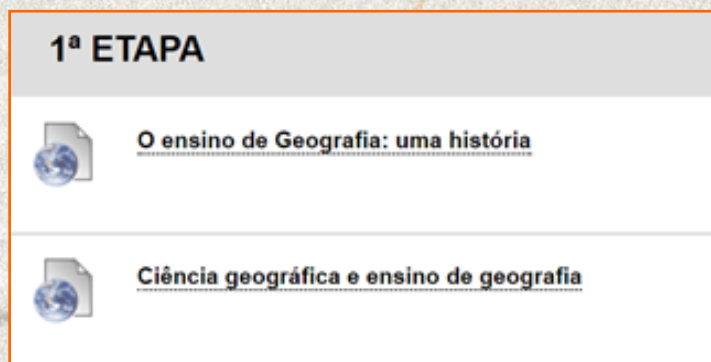 1ª ETAPA
O ensino de Geografia: uma história
Ciência geográfica e ensino de geografia